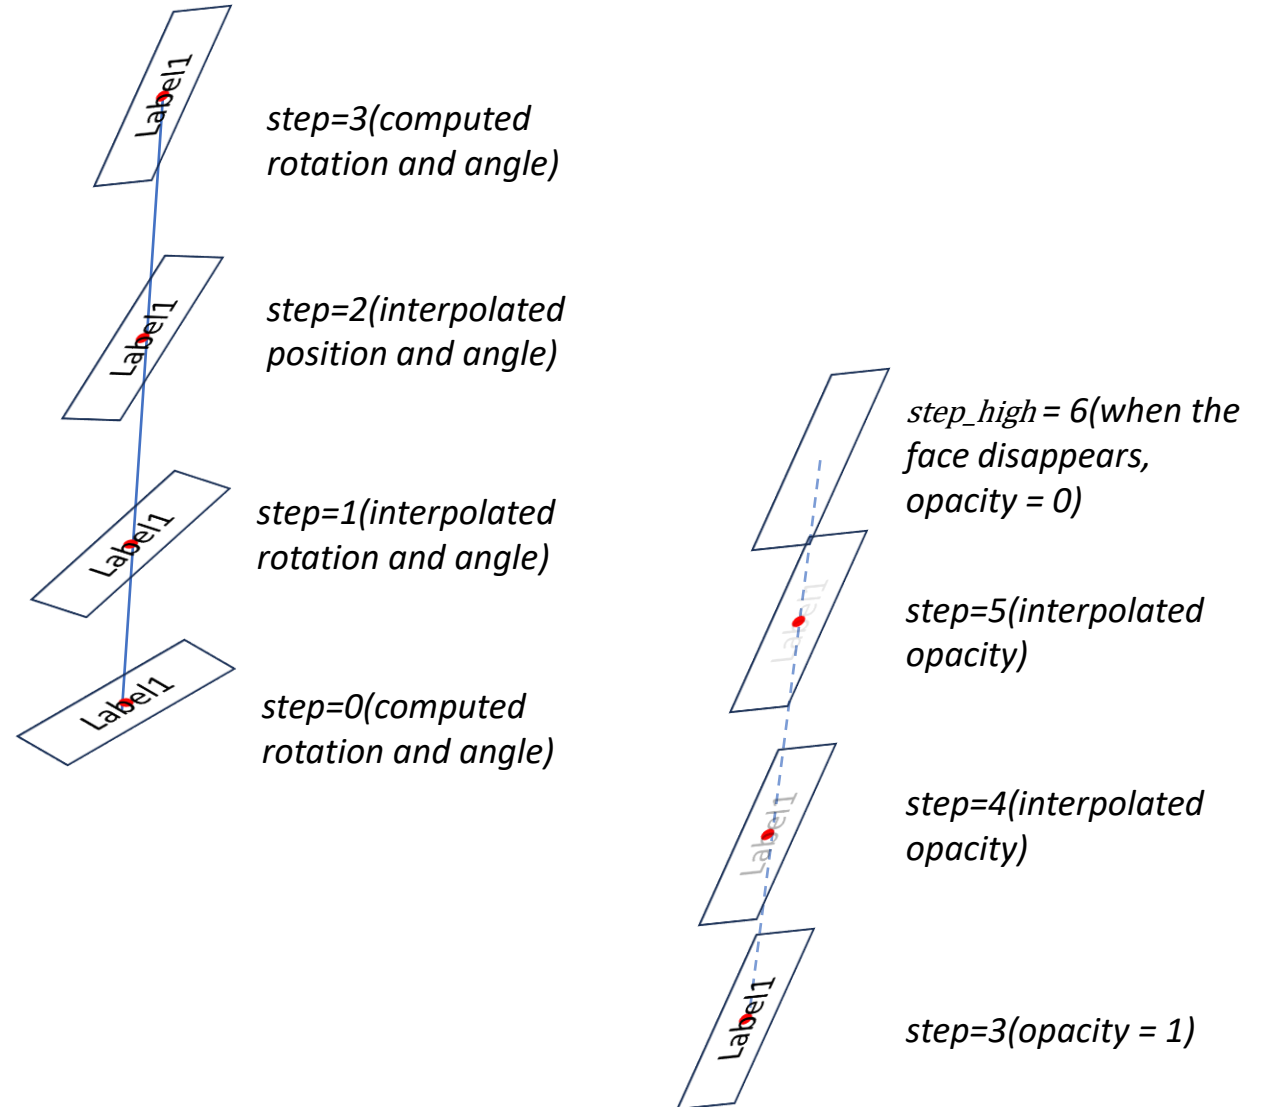 Label1
step=3(computed
rotation and angle)
Label1
step=2(interpolated
position and angle)
Label1
step=1(interpolated
rotation and angle)
Label1
step=0(computed
rotation and angle)
step_high = 6(when the
face disappears,
opacity = 0)
Label1
step=5(interpolated
opacity)
Label1
step=4(interpolated
opacity)
Label1
step=3(opacity = 1)